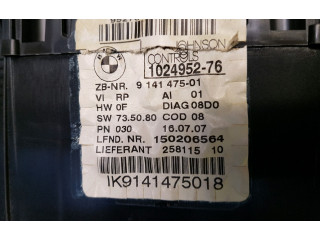 JOHNSON
CONTROLS
1024952-76
ZB-NR. 9 141 475-01
VI RP AI 01
HW 0F DIAG 08D0
SW 73.50.80 COD 08
PN 030 16.07.07
LFND. NR. 150206564
LIEFERANT 258115 10
IK9141475018